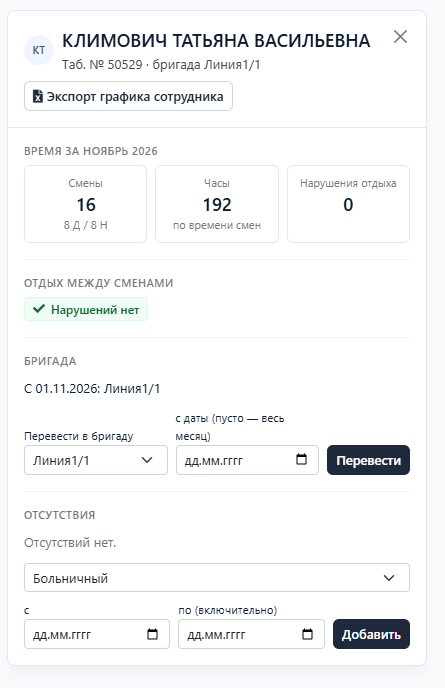 КТ
КЛИМОВИЧ ТАТЬЯНА ВАСИЛЬЕВНА
Таб. № 50529 · бригада Линия1/1
Экспорт графика сотрудника
ВРЕМЯ ЗА НОЯБРЬ 2026
Смены
16
8 Д / 8 Н
Часы
192
по времени смен
Нарушения отдыха
0
ОТДЫХ МЕЖДУ СМЕНАМИ
Нарушений нет
БРИГАДА
С 01.11.2026: Линия1/1
Перевести в бригаду
Линия1/1
с даты (пусто — весь
месяц)
дд.мм.гггг
Перевести
ОТСУТСТВИЯ
Отсутствий нет.
Больничный
с
дд.мм.гггг
по (включительно)
дд.мм.гггг
Добавить